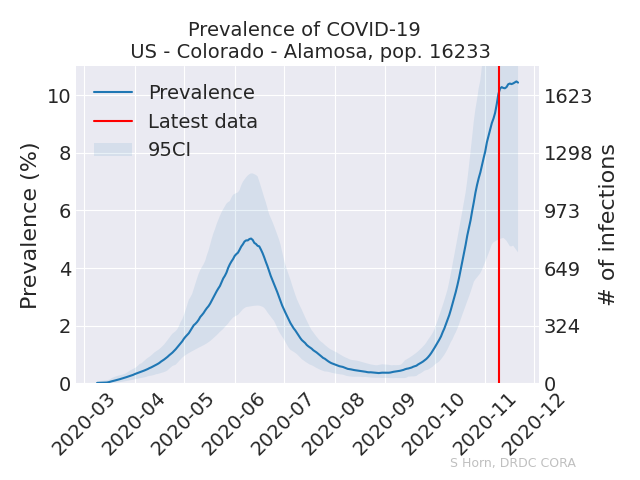 Prevalence of COVID-19
US - Colorado - Alamosa, pop. 16233
Prevalence
Latest data
95CI
Prevalence (%)
10
8
6
4
2
0
1623
1298
973
649
324
0
# of infections
2020-03
2020-04
2020-05
2020-06
2020-07
2020-08
2020-09
2020-10
2020-11
2020-12
S Horn, DRDC CORA